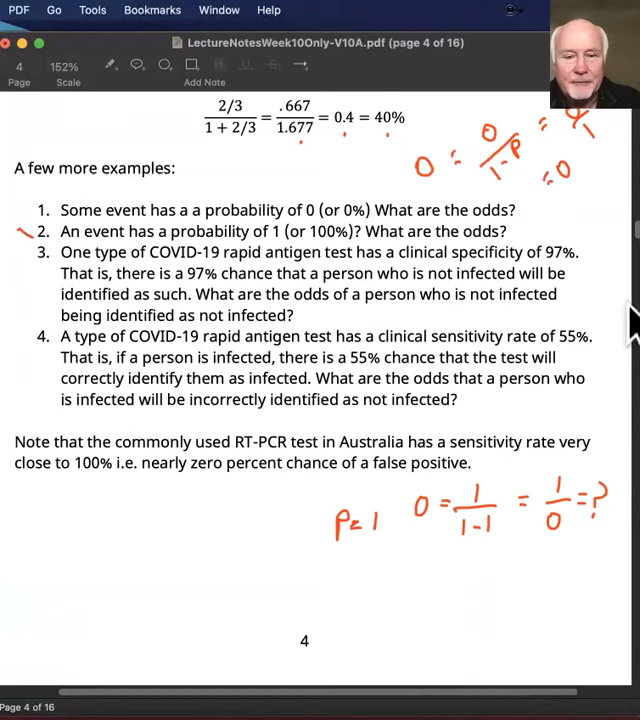 PDF Go Tools Bookmarks Window Help
LectureNotesWeek10Only-V10A.pdf (page 4 of 16)
4 152%
Page Scale Add Note
2/3 / 1 + 2/3 = .667 / 1.677 = 0.4 = 40%
0 = 0 / 1-P = 0/1
= 0
A few more examples:
1. Some event has a a probability of 0 (or 0%) What are the odds?
2. An event has a probability of 1 (or 100%)? What are the odds?
3. One type of COVID-19 rapid antigen test has a clinical specificity of 97%.
That is, there is a 97% chance that a person who is not infected will be
identified as such. What are the odds of a person who is not infected
being identified as not infected?
4. A type of COVID-19 rapid antigen test has a clinical sensitivity rate of 55%.
That is, if a person is infected, there is a 55% chance that the test will
correctly identify them as infected. What are the odds that a person who
is infected will be incorrectly identified as not infected?
Note that the commonly used RT-PCR test in Australia has a sensitivity rate very
close to 100% i.e. nearly zero percent chance of a false positive.
P=1 0 = 1 / 1-1 = 1 / 0 = ?
4
Page 4 of 16